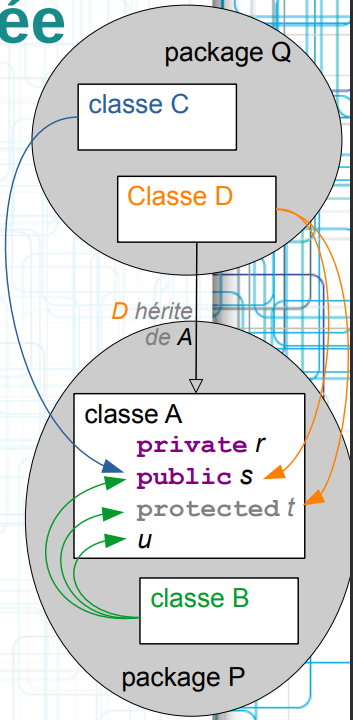 ée
package Q
classe C
Classe D
D hérite
de A
classe A
private r
public s
protected t
u
classe B
package P